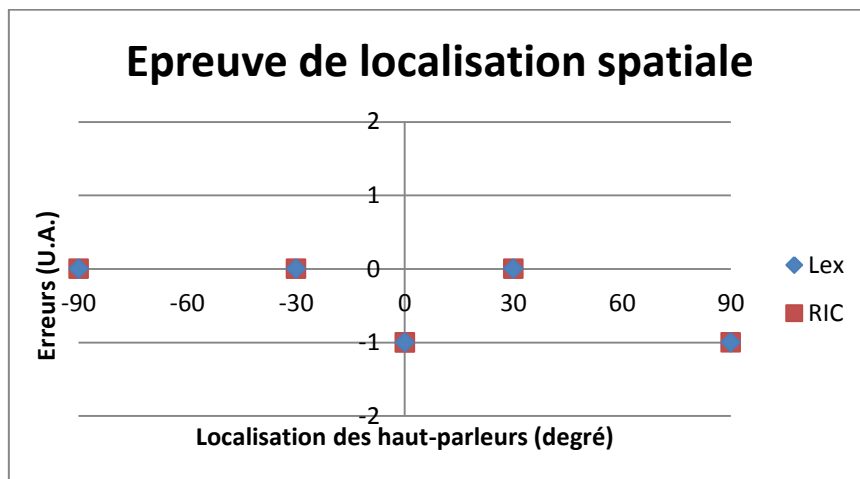 Epreuve de localisation spatiale
2
1
0
-90 -60 -30 0 30 60 90
-1
-2
Erreurs (U.A.)
Localisation des haut-parleurs (degré)
Lex
RIC